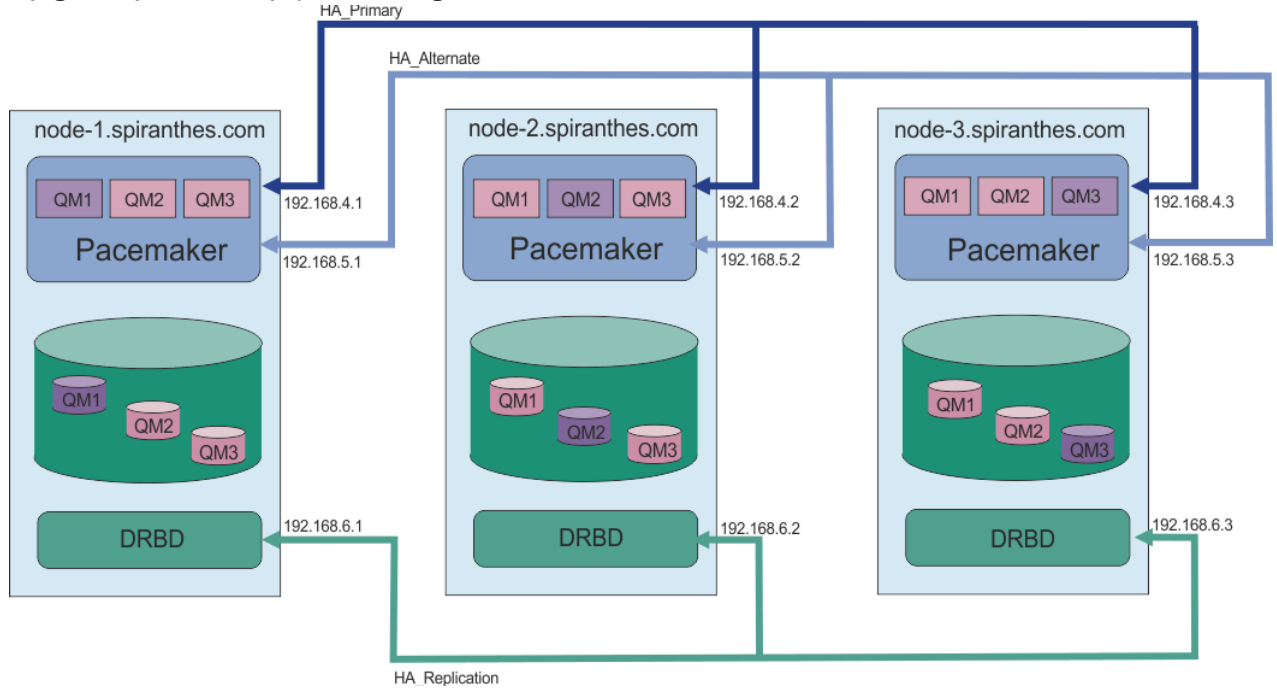 HA_Primary
HA_Alternate
node-1.spiranthes.com
QM1 QM2 QM3
Pacemaker
192.168.4.1
192.168.5.1
QM1
QM2
QM3
DRBD
192.168.6.1
node-2.spiranthes.com
QM1 QM2 QM3
Pacemaker
192.168.4.2
192.168.5.2
QM1
QM2
QM3
DRBD
192.168.6.2
node-3.spiranthes.com
QM1 QM2 QM3
Pacemaker
192.168.4.3
192.168.5.3
QM1
QM2
QM3
DRBD
192.168.6.3
HA_Replication